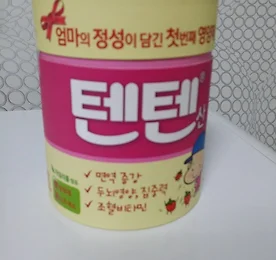 엄마의 정성이 담긴 첫번째 영양
텐텐® 산
✓ 면역 증강
✓ 두뇌영양, 집중력
✓ 조혈비타민